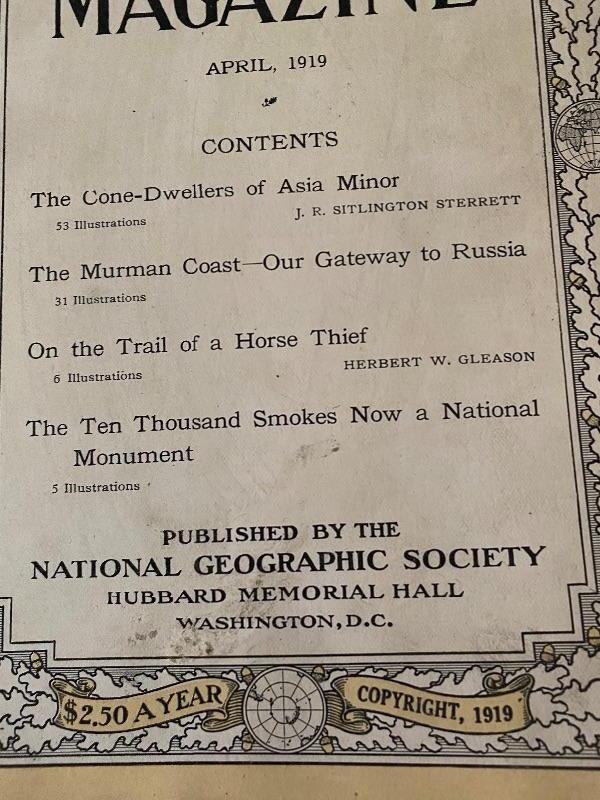 MAGAZINE
APRIL, 1919
CONTENTS
The Cone-Dwellers of Asia Minor
53 Illustrations
J. R. SITLINGTON STERRETT
The Murman Coast—Our Gateway to Russia
31 Illustrations
On the Trail of a Horse Thief
6 Illustrations
HERBERT W. GLEASON
The Ten Thousand Smokes Now a National
Monument
5 Illustrations
PUBLISHED BY THE
NATIONAL GEOGRAPHIC SOCIETY
HUBBARD MEMORIAL HALL
WASHINGTON, D.C.
$2.50 A YEAR
COPYRIGHT, 1919